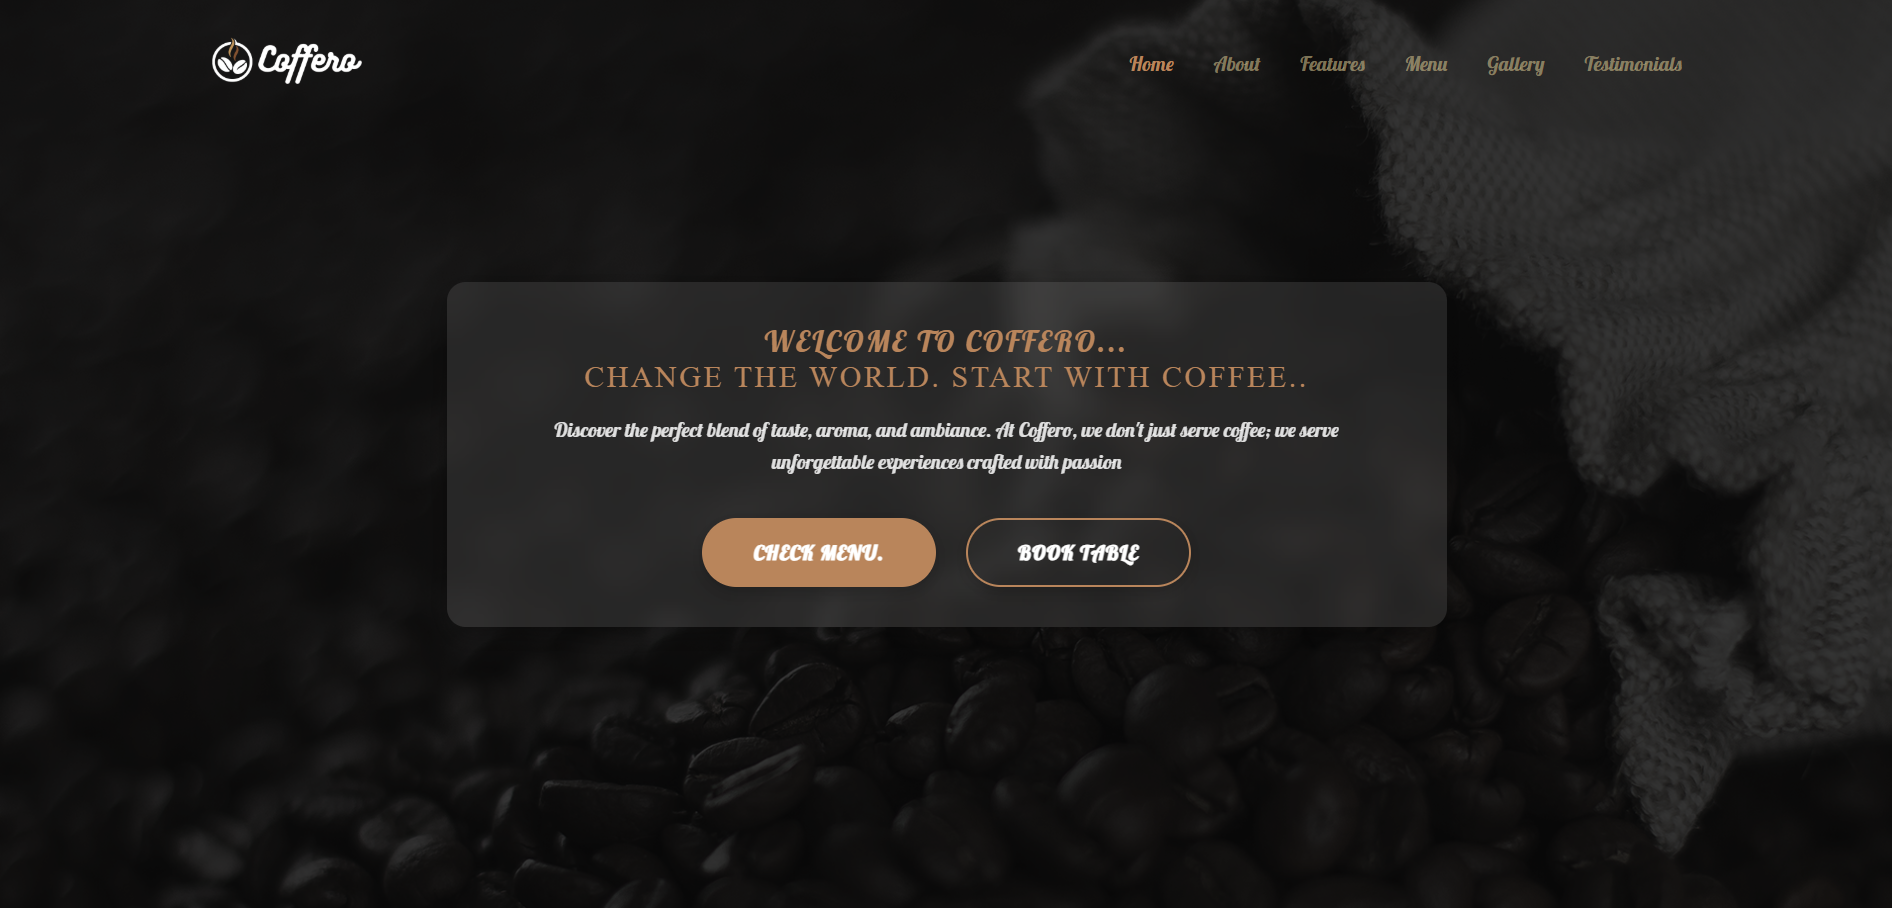 Coffero
Home About Features Menu Gallery Testimonials
WELCOME TO COFFERO...
CHANGE THE WORLD. START WITH COFFEE..
Discover the perfect blend of taste, aroma, and ambiance. At Coffero, we don't just serve coffee; we serve
unforgettable experiences crafted with passion
CHECK MENU. BOOK TABLE